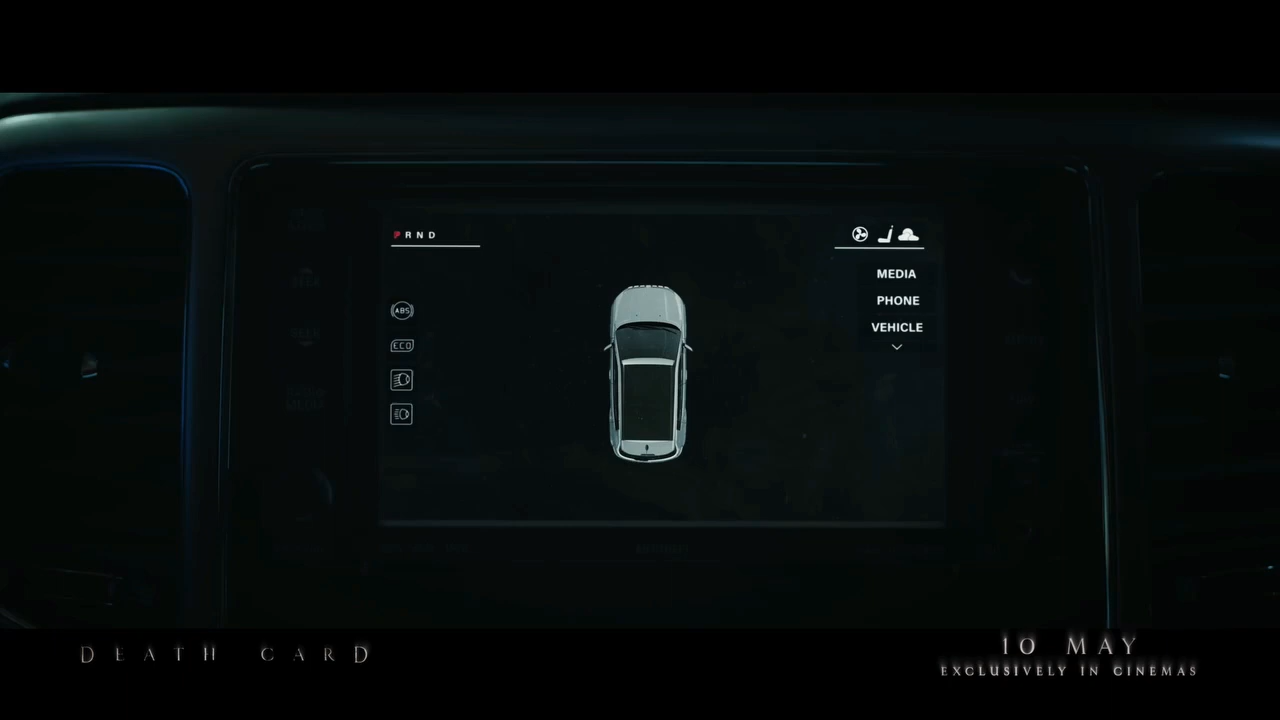 PRND
MEDIA
PHONE
VEHICLE
ABS
ECO
DEATH CARD
10 MAY
EXCLUSIVELY IN CINEMAS